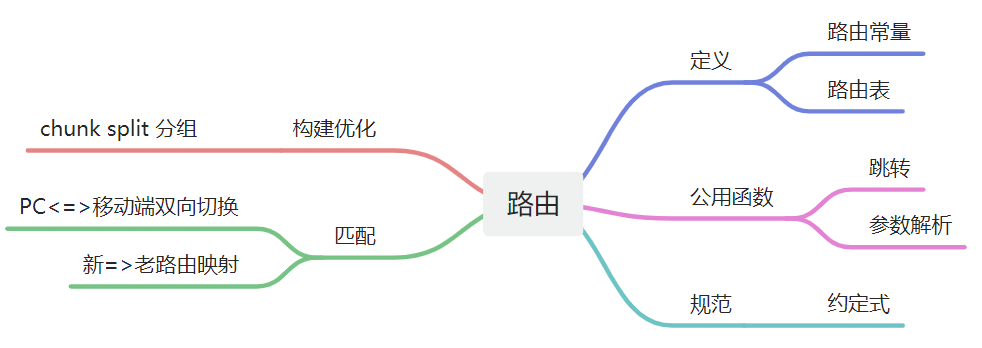 路由
定义
路由常量
路由表
公用函数
跳转
参数解析
规范
约定式
构建优化
chunk split 分组
匹配
PC<=>移动端双向切换
新=>老路由映射